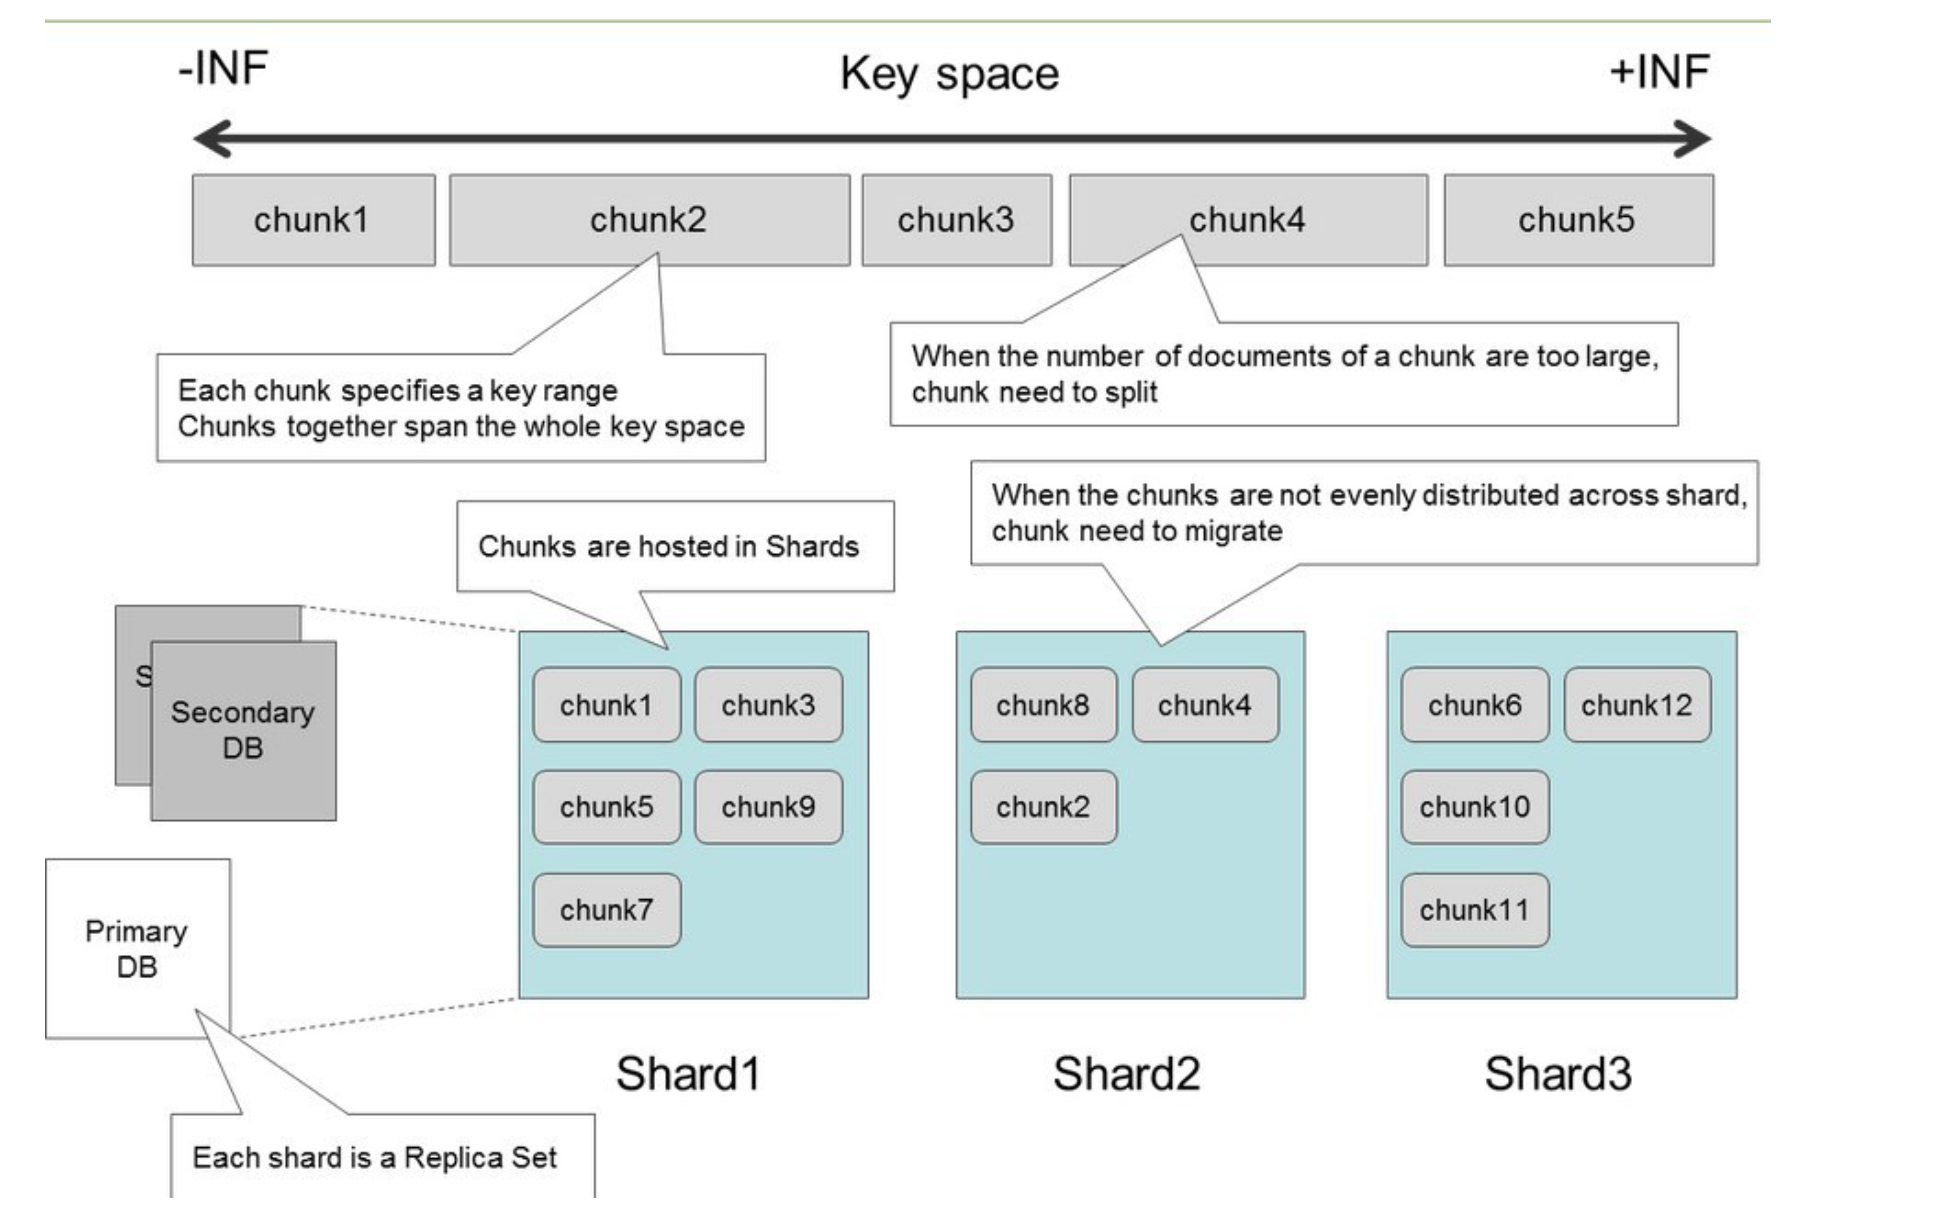 -INF
Key space
+INF
chunk1
chunk2
chunk3
chunk4
chunk5
Each chunk specifies a key range
Chunks together span the whole key space
When the number of documents of a chunk are too large,
chunk need to split
When the chunks are not evenly distributed across shard,
chunk need to migrate
Chunks are hosted in Shards
S
Secondary
DB
Primary
DB
Each shard is a Replica Set
chunk1
chunk3
chunk5
chunk9
chunk7
Shard1
chunk8
chunk4
chunk2
Shard2
chunk6
chunk12
chunk10
chunk11
Shard3